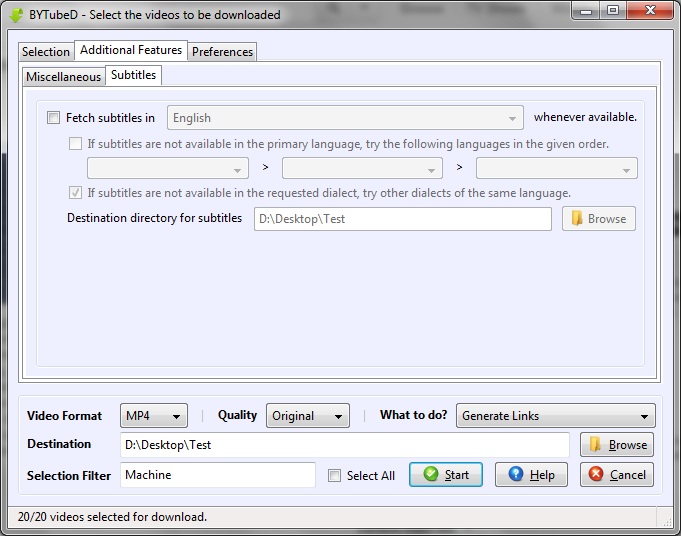 BYTubeD - Select the videos to be downloaded
Selection Additional Features Preferences
Miscellaneous Subtitles
Fetch subtitles in English whenever available.
If subtitles are not available in the primary language, try the following languages in the given order.
> >
If subtitles are not available in the requested dialect, try other dialects of the same language.
Destination directory for subtitles D:\Desktop\Test Browse
Video Format MP4 | Quality Original | What to do? Generate Links
Destination D:\Desktop\Test Browse
Selection Filter Machine Select All Start Help Cancel
20/20 videos selected for download.